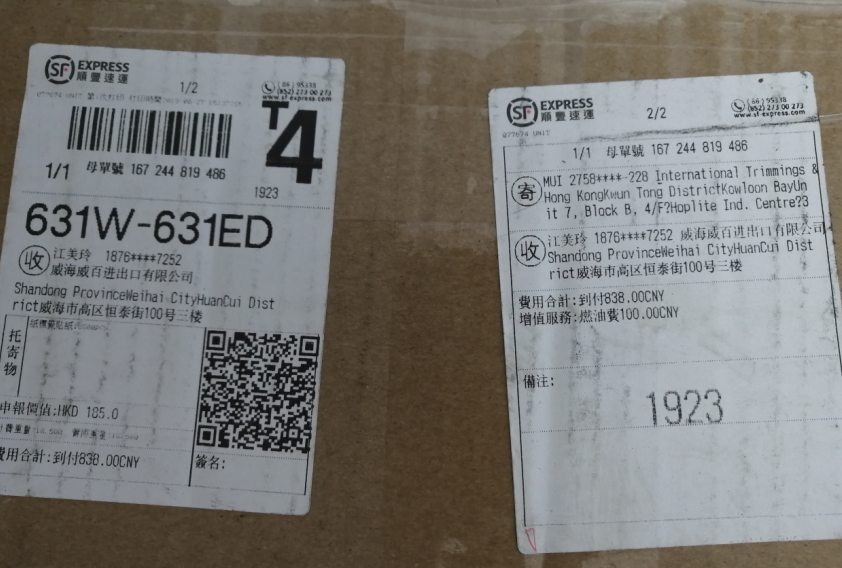 SF EXPRESS
順豐速運
1/2
(86) 95338
(852) 273 00 273
www.sf-express.com
T4
1/1 母單號 167 244 819 486
1923
631W-631ED
收 江美玲 1876****7252
威海威百进出口有限公司
Shandong ProvinceWeihai CityHuanCui Dist
rict威海市高区恒泰街100号三楼
托寄物
申報價值:HKD 185.0
費用合計:到付838.00CNY
簽名:
SF EXPRESS
順豐速運
2/2
(86) 95338
(852) 273 00 273
www.sf-express.com
Q77674 UNIT
1/1 母單號 167 244 819 486
寄 MUI 2758****-228 International Trimmings &
Hong KongKwun Tong DistrictKowloon BayUn
it 7, Block B, 4/F?Hoplite Ind. Centre?3
收 江美玲 1876****7252 威海威百进出口有限公司
Shandong ProvinceWeihai CityHuanCui Dist
rict威海市高区恒泰街100号三楼
費用合計:到付838.00CNY
增值服務:燃油費100.00CNY
備注:
1923